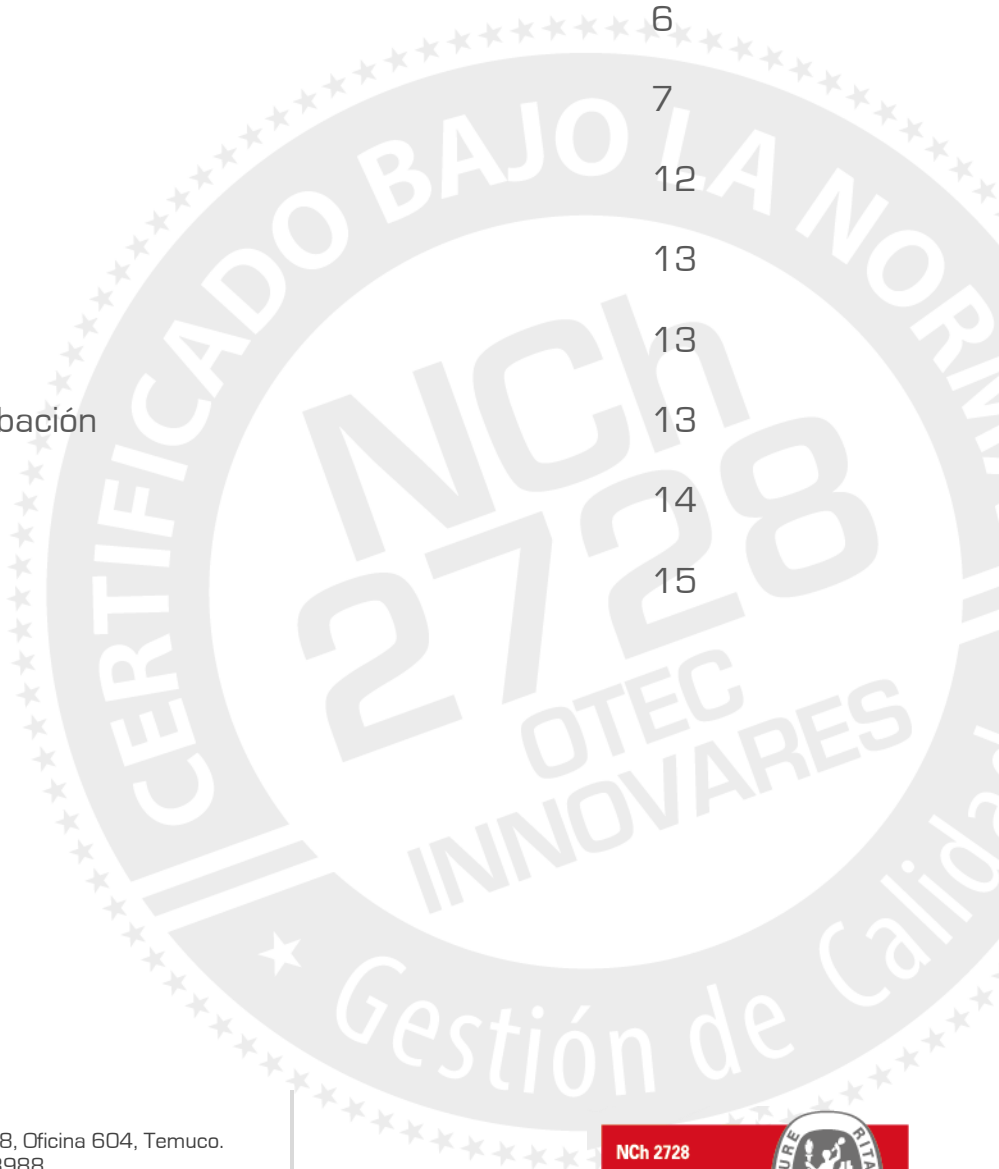 6
7
12
13
13
bación 13
14
15
CERTIFICADO BAJO LA NORMA
NCh
2728
OTEC
INNOVARES
Gestión de Calidad
8, Oficina 604, Temuco.
3988
NCh 2728